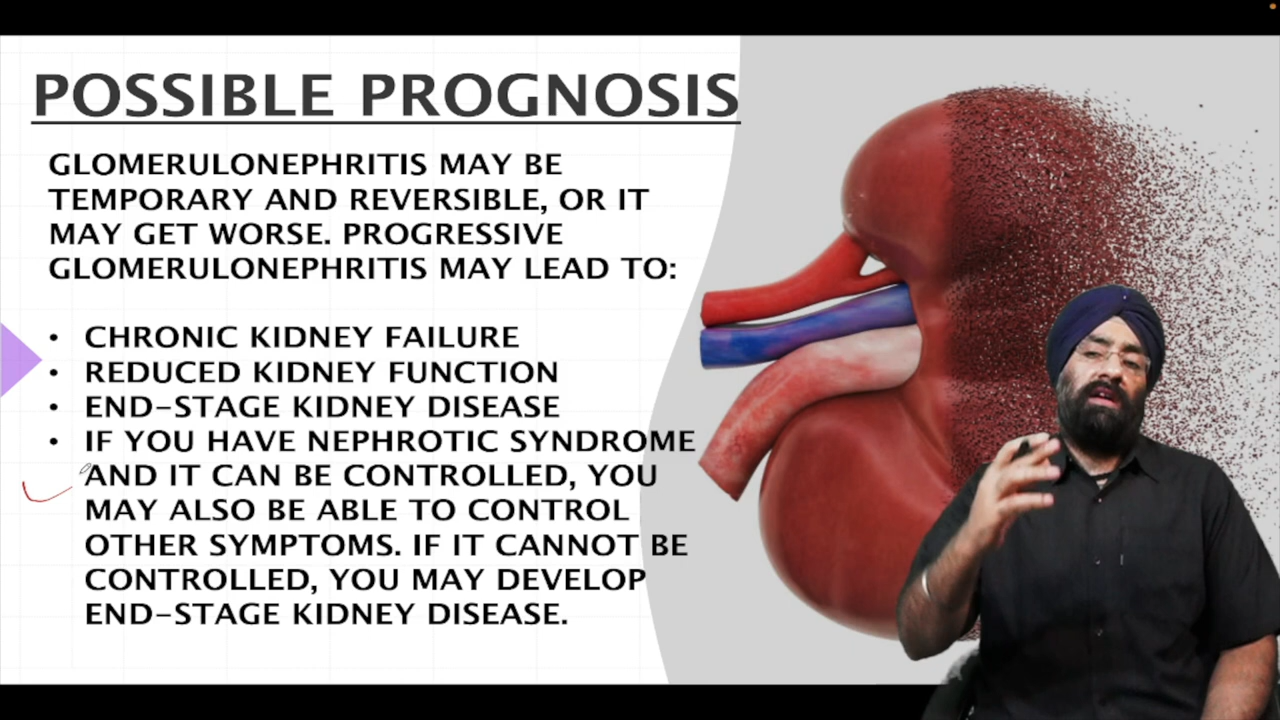 POSSIBLE PROGNOSIS
GLOMERULONEPHRITIS MAY BE
TEMPORARY AND REVERSIBLE, OR IT
MAY GET WORSE. PROGRESSIVE
GLOMERULONEPHRITIS MAY LEAD TO:
• CHRONIC KIDNEY FAILURE
• REDUCED KIDNEY FUNCTION
• END-STAGE KIDNEY DISEASE
• IF YOU HAVE NEPHROTIC SYNDROME
AND IT CAN BE CONTROLLED, YOU
MAY ALSO BE ABLE TO CONTROL
OTHER SYMPTOMS. IF IT CANNOT BE
CONTROLLED, YOU MAY DEVELOP
END-STAGE KIDNEY DISEASE.